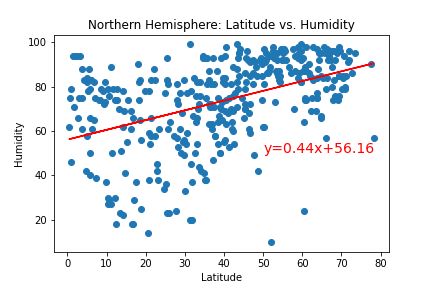 Northern Hemisphere: Latitude vs. Humidity
100
80
60
40
20
Humidity
y=0.44x+56.16
0 10 20 30 40 50 60 70 80
Latitude